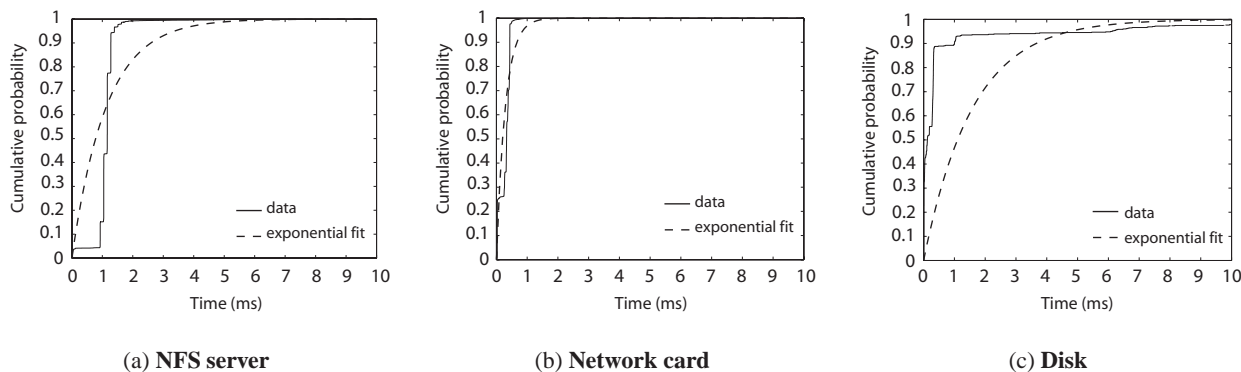 Cumulative probability
1
0.9
0.8
0.7
0.6
0.5
0.4
0.3
0.2
0.1
0
data
exponential fit
0 1 2 3 4 5 6 7 8 9 10
Time (ms)
(a) NFS server
Cumulative probability
1
0.9
0.8
0.7
0.6
0.5
0.4
0.3
0.2
0.1
0
data
exponential fit
0 1 2 3 4 5 6 7 8 9 10
Time (ms)
(b) Network card
Cumulative probability
1
0.9
0.8
0.7
0.6
0.5
0.4
0.3
0.2
0.1
0
data
exponential fit
0 1 2 3 4 5 6 7 8 9 10
Time (ms)
(c) Disk